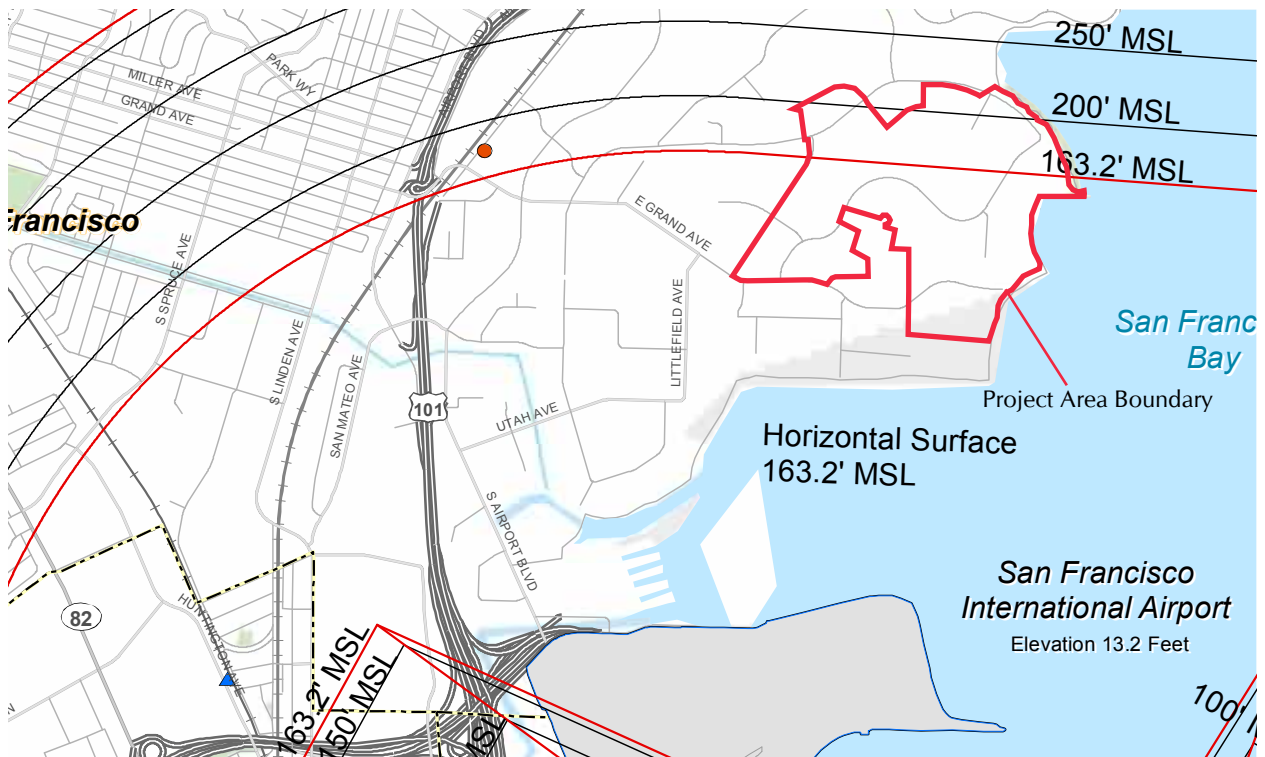 250' MSL
AIRPORT BLVD
PARK WY
MILLER AVE
GRAND AVE
200' MSL
163.2' MSL
Francisco
E GRAND AVE
S SPRUCE AVE
S LINDEN AVE
SAN MATEO AVE
LITTLEFIELD AVE
San Franc
Bay
Project Area Boundary
101
UTAH AVE
Horizontal Surface
163.2' MSL
S AIRPORT BLVD
San Francisco
International Airport
Elevation 13.2 Feet
82
HUNTINGTON AVE
163.2' MSL
150' MSL
MSL
100'
N